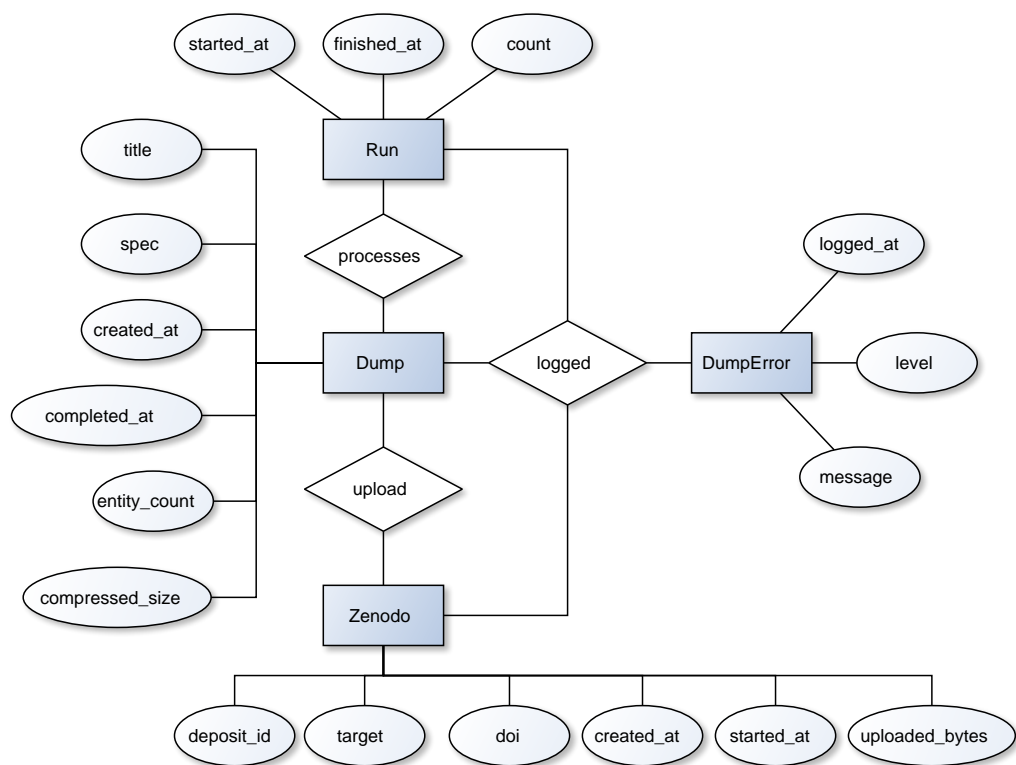 started_at
finished_at
count
title
Run
spec
processes
logged_at
created_at
Dump
logged
DumpError
level
completed_at
entity_count
upload
message
compressed_size
Zenodo
deposit_id
target
doi
created_at
started_at
uploaded_bytes